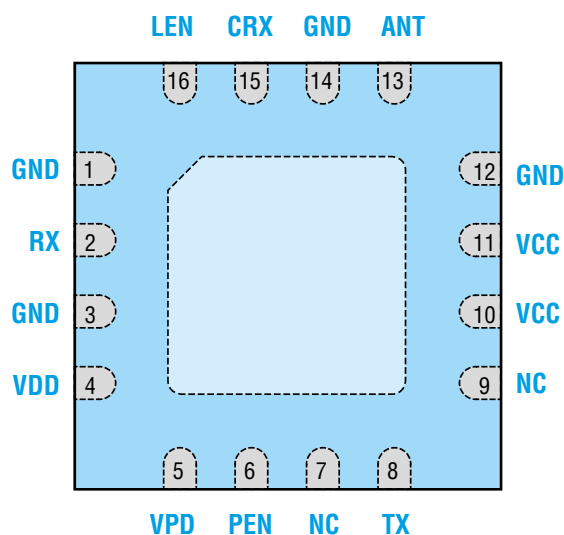 LEN CRX GND ANT
16 15 14 13
GND 1 12 GND
RX 2 11 VCC
GND 3 10 VCC
VDD 4 9 NC
5 6 7 8
VPD PEN NC TX